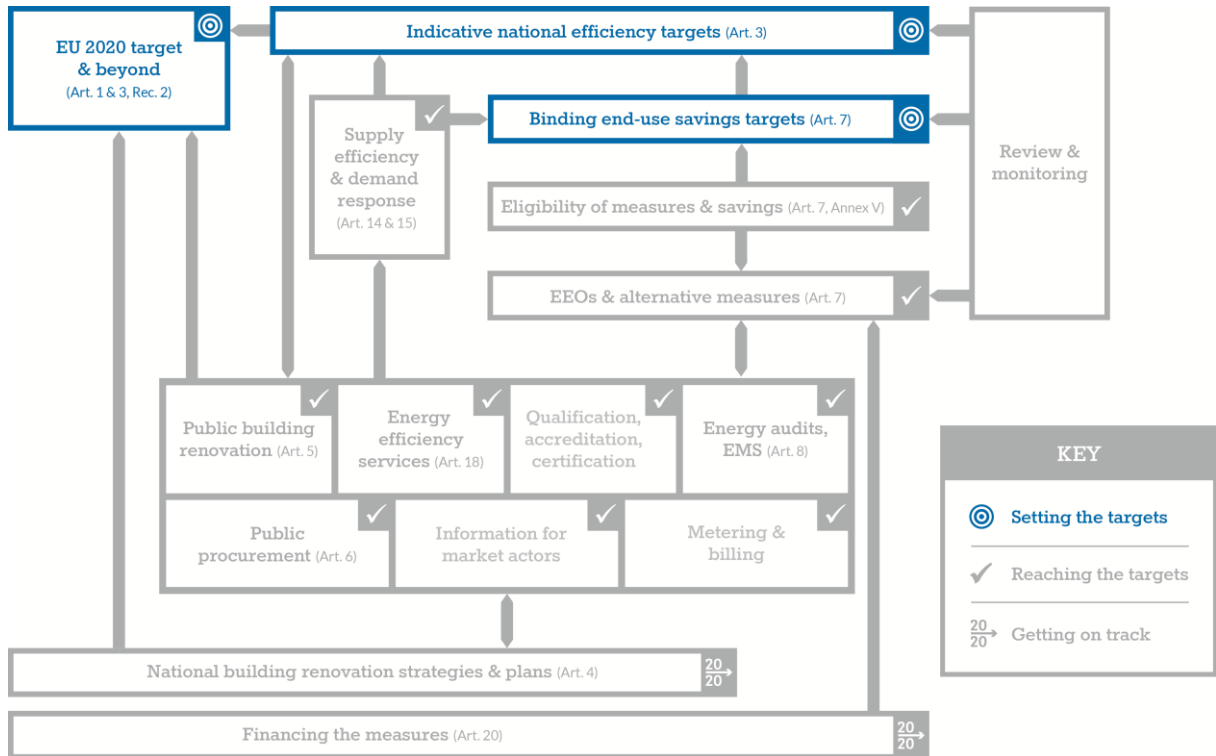 EU 2020 target
& beyond
(Art. 1 & 3, Rec. 2)
Indicative national efficiency targets (Art. 3)
Supply
efficiency
& demand
response
(Art. 14 & 15)
Binding end-use savings targets (Art. 7)
Review &
monitoring
Eligibility of measures & savings (Art. 7, Annex V)
EEOs & alternative measures (Art. 7)
Public building
renovation (Art. 5)
Energy
efficiency
services (Art. 18)
Qualification,
accreditation,
certification
Energy audits,
EMS (Art. 8)
Public
procurement (Art. 6)
Information for
market actors
Metering &
billing
National building renovation strategies & plans (Art. 4)
20
20
Financing the measures (Art. 20)
20
20
KEY
Setting the targets
Reaching the targets
20
20
Getting on track